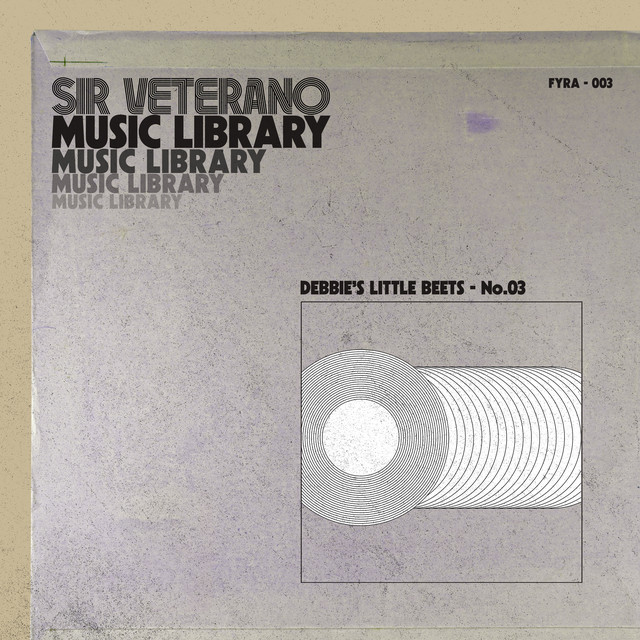 SIR VETERANO
MUSIC LIBRARY
MUSIC LIBRARY
MUSIC LIBRARY
MUSIC LIBRARY
FYRA - 003
DEBBIE'S LITTLE BEETS - No.03